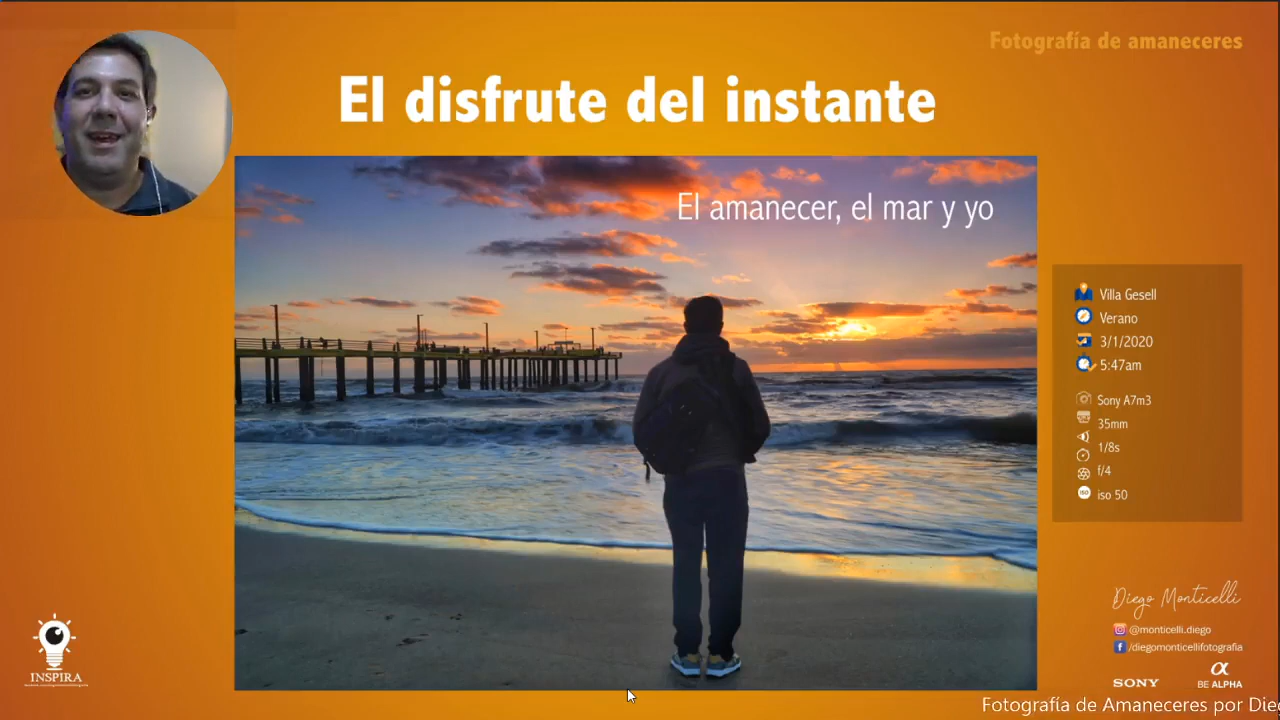 Fotografía de amaneceres
El disfrute del instante
El amanecer, el mar y yo
Villa Gesell
Verano
3/1/2020
5:47am
Sony A7m3
35mm
1/8s
f/4
ISO
iso 50
Diego Monticelli
@monticelli.diego
/diegomonticellifotografia
SONY
α
BE ALPHA
INSPIRA
Fotografía de Amaneceres por Die